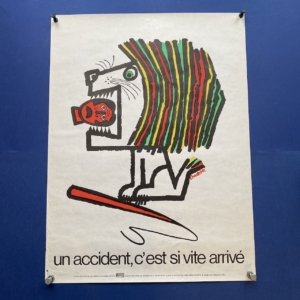 un accident, c'est si vite arrivé